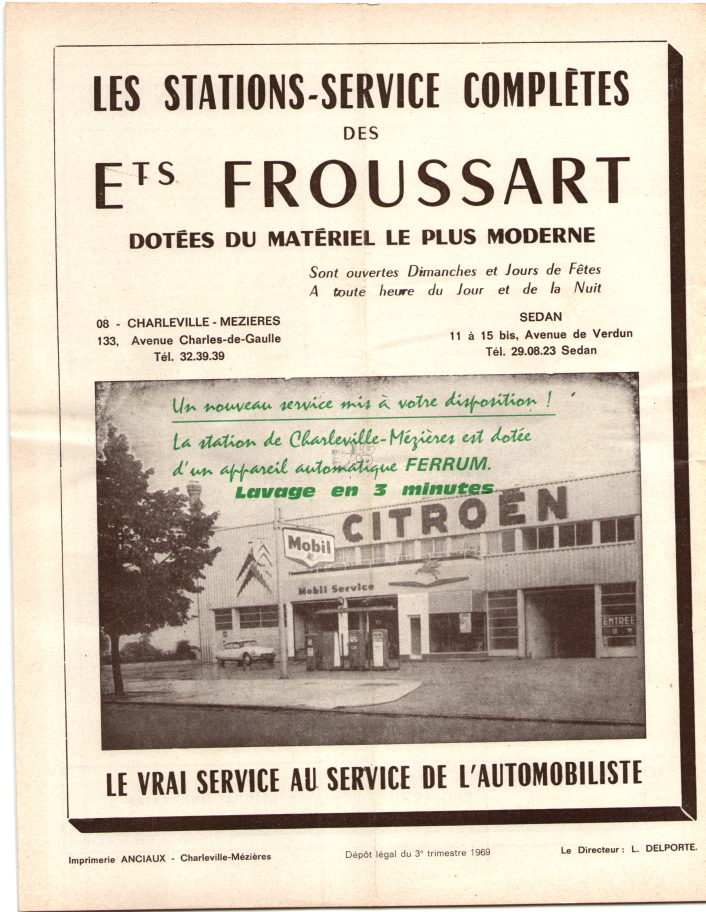 LES STATIONS-SERVICE COMPLÈTES
DES
ETS FROUSSART
DOTÉES DU MATÉRIEL LE PLUS MODERNE
Sont ouvertes Dimanches et Jours de Fêtes
A toute heure du Jour et de la Nuit
08 - CHARLEVILLE - MEZIERES
133, Avenue Charles-de-Gaulle
Tél. 32.39.39
SEDAN
11 à 15 bis, Avenue de Verdun
Tél. 29.08.23 Sedan
Un nouveau service mis à votre disposition !
La station de Charleville-Mézières est dotée
d'un appareil automatique FERRUM.
Lavage en 3 minutes
CITROËN
Mobil
Mobil Service
ENTREE
LE VRAI SERVICE AU SERVICE DE L'AUTOMOBILISTE
Imprimerie ANCIAUX - Charleville-Mézières
Dépôt légal du 3e trimestre 1969
Le Directeur : L. DELPORTE.